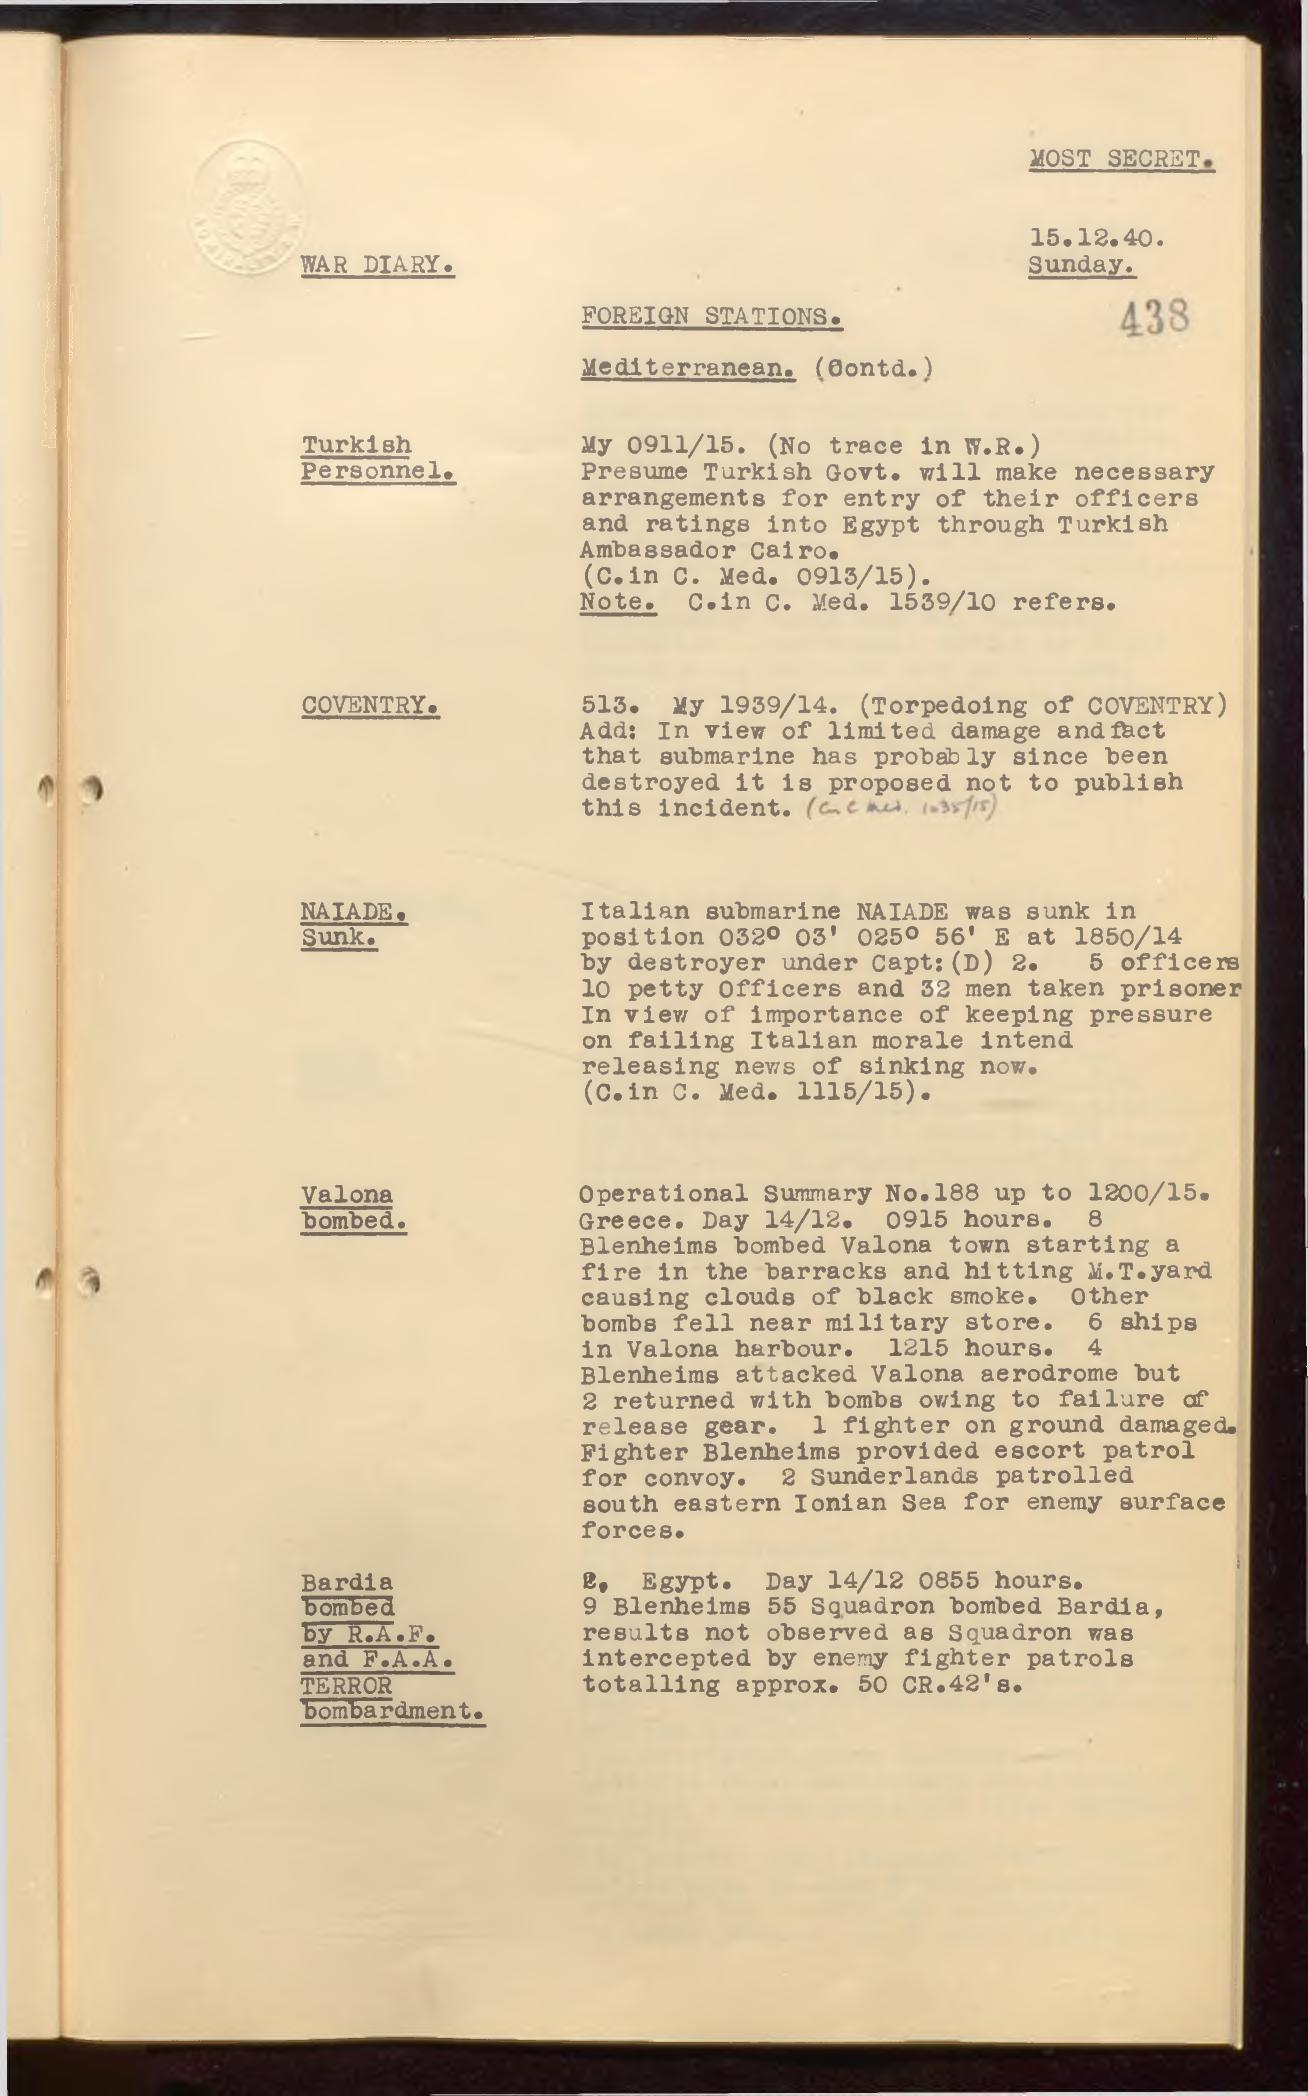 MOST SECRET.
15.12.40.
Sunday.
WAR DIARY.
438
FOREIGN STATIONS.
Mediterranean. (Contd.)
Turkish
Personnel.
My 0911/15. (No trace in W.R.)
Presume Turkish Govt. will make necessary
arrangements for entry of their officers
and ratings into Egypt through Turkish
Ambassador Cairo.
(C.in C. Med. 0913/15).
Note. C.in C. Med. 1539/10 refers.
COVENTRY.
513. My 1939/14. (Torpedoing of COVENTRY)
Add: In view of limited damage and fact
that submarine has probably since been
destroyed it is proposed not to publish
this incident. (C in C Med. 1035/15)
NAIADE.
Sunk.
Italian submarine NAIADE was sunk in
position 032º 03' 025º 56' E at 1850/14
by destroyer under Capt:(D) 2. 5 officers
10 petty Officers and 32 men taken prisoner
In view of importance of keeping pressure
on failing Italian morale intend
releasing news of sinking now.
(C.in C. Med. 1115/15).
Valona
bombed.
Operational Summary No.188 up to 1200/15.
Greece. Day 14/12. 0915 hours. 8
Blenheims bombed Valona town starting a
fire in the barracks and hitting M.T.yard
causing clouds of black smoke. Other
bombs fell near military store. 6 ships
in Valona harbour. 1215 hours. 4
Blenheims attacked Valona aerodrome but
2 returned with bombs owing to failure of
release gear. 1 fighter on ground damaged.
Fighter Blenheims provided escort patrol
for convoy. 2 Sunderlands patrolled
south eastern Ionian Sea for enemy surface
forces.
Bardia
bombed
by R.A.F.
and F.A.A.
TERROR
bombardment.
2, Egypt. Day 14/12 0855 hours.
9 Blenheims 55 Squadron bombed Bardia,
results not observed as Squadron was
intercepted by enemy fighter patrols
totalling approx. 50 CR.42's.